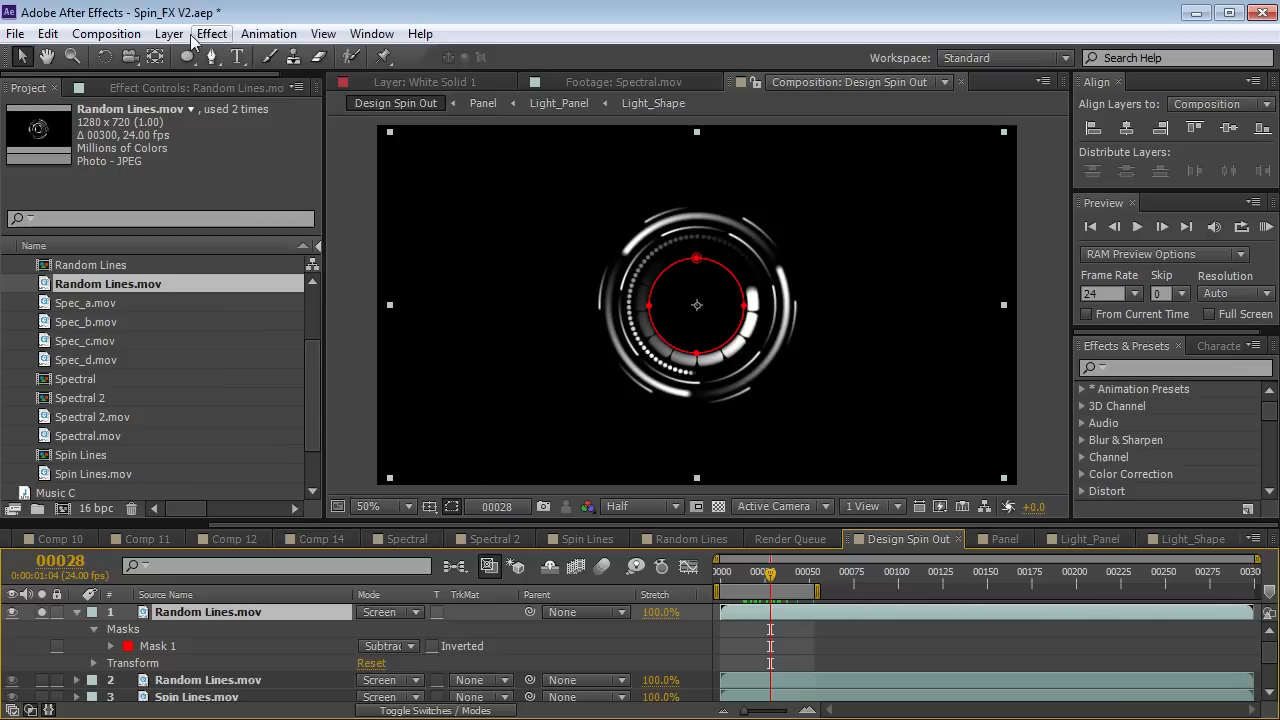 Ae Adobe After Effects - Spin_FX V2.aep *
File Edit Composition Layer Effect Animation View Window Help
Workspace: Standard Search Help
Project Effect Controls: Random Lines.mo
Layer: White Solid 1 Footage: Spectral.mov Composition: Design Spin Out
Align
Random Lines.mov ▼ , used 2 times
1280 x 720 (1.00)
Δ 00300, 24.00 fps
Millions of Colors
Photo - JPEG
Design Spin Out Panel Light_Panel Light_Shape
Align Layers to: Composition
Distribute Layers:
Preview
RAM Preview Options
Frame Rate Skip Resolution
24 0 Auto
From Current Time Full Screen
Effects & Presets Characte
* Animation Presets
3D Channel
Audio
Blur & Sharpen
Channel
Color Correction
Distort
Name
Random Lines
Random Lines.mov
Spec_a.mov
Spec_b.mov
Spec_c.mov
Spec_d.mov
Spectral
Spectral 2
Spectral 2.mov
Spectral.mov
Spin Lines
Spin Lines.mov
Music C
16 bpc
50% 00028 Half Active Camera 1 View +0.0
Comp 10 Comp 11 Comp 12 Comp 14 Spectral Spectral 2 Spin Lines Random Lines Render Queue Design Spin Out Panel Light_Panel Light_Shape
00028
0:00:01:04 (24.00 fps)
0000 00025 00050 00075 00100 00125 00150 00175 00200 00225 00250 00275 0030
# Source Name Mode T TrkMat Parent Stretch
1 Random Lines.mov Screen None 100.0%
Masks
Mask 1 Subtrac Inverted
Transform Reset
2 Random Lines.mov Screen None None 100.0%
3 Spin Lines.mov Screen None None 100.0%
Toggle Switches / Modes